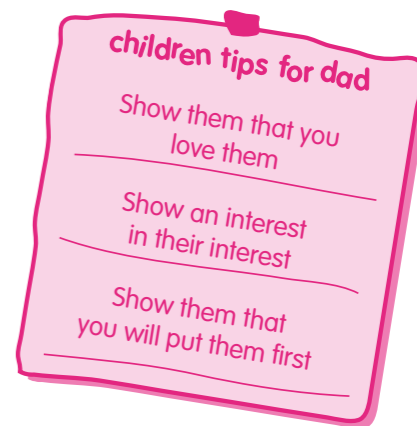 children tips for dad
Show them that you
love them
Show an interest
in their interest
Show them that
you will put them first